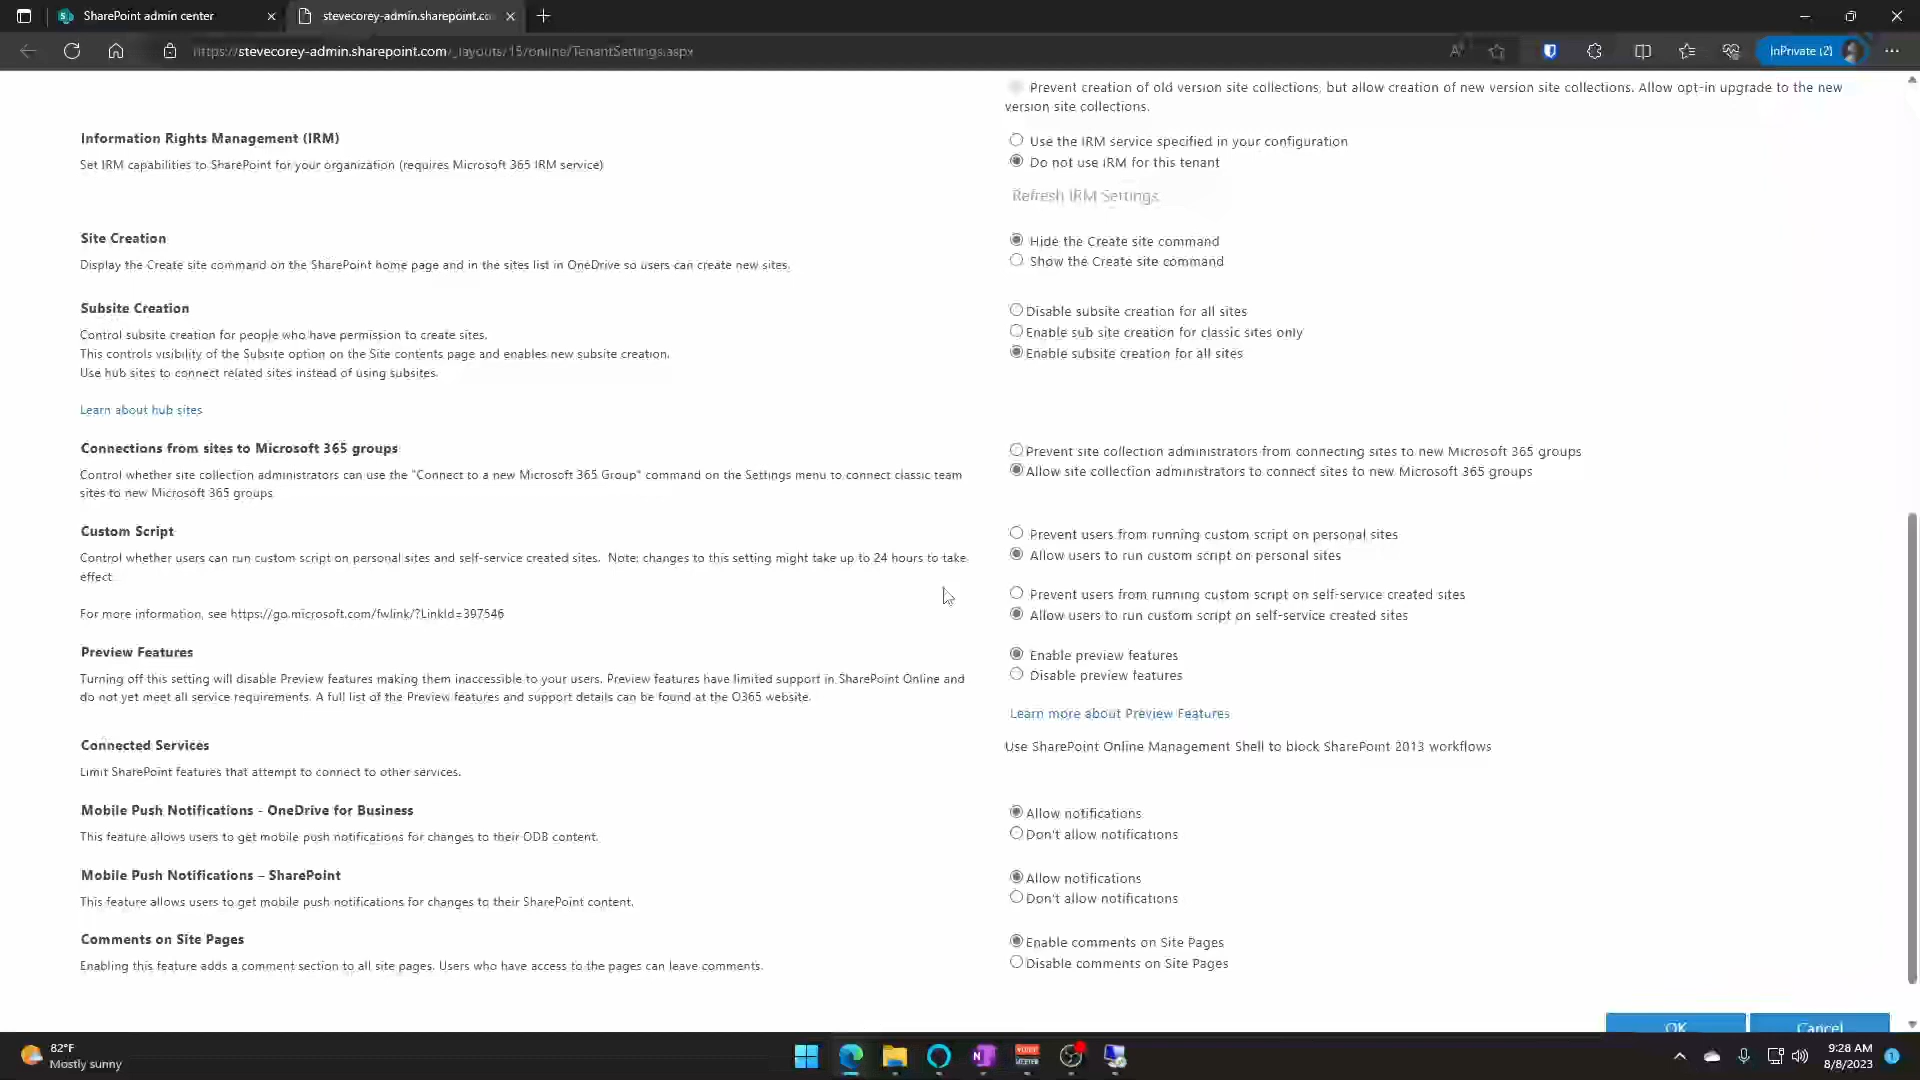 SharePoint admin center
stevecorey-admin.sharepoint.co
https://stevecorey-admin.sharepoint.com/_layouts/15/online/TenantSettings.aspx
InPrivate (2)
Prevent creation of old version site collections, but allow creation of new version site collections. Allow opt-in upgrade to the new
version site collections.
Information Rights Management (IRM)
Set IRM capabilities to SharePoint for your organization (requires Microsoft 365 IRM service)
Use the IRM service specified in your configuration
Do not use IRM for this tenant
Refresh IRM Settings
Site Creation
Display the Create site command on the SharePoint home page and in the sites list in OneDrive so users can create new sites.
Hide the Create site command
Show the Create site command
Subsite Creation
Control subsite creation for people who have permission to create sites.
This controls visibility of the Subsite option on the Site contents page and enables new subsite creation.
Use hub sites to connect related sites instead of using subsites.
Learn about hub sites
Disable subsite creation for all sites
Enable sub site creation for classic sites only
Enable subsite creation for all sites
Connections from sites to Microsoft 365 groups
Control whether site collection administrators can use the "Connect to a new Microsoft 365 Group" command on the Settings menu to connect classic team
sites to new Microsoft 365 groups
Prevent site collection administrators from connecting sites to new Microsoft 365 groups
Allow site collection administrators to connect sites to new Microsoft 365 groups
Custom Script
Control whether users can run custom script on personal sites and self-service created sites. Note: changes to this setting might take up to 24 hours to take
effect.
For more information, see https://go.microsoft.com/fwlink/?LinkId=397546
Prevent users from running custom script on personal sites
Allow users to run custom script on personal sites
Prevent users from running custom script on self-service created sites
Allow users to run custom script on self-service created sites
Preview Features
Turning off this setting will disable Preview features making them inaccessible to your users. Preview features have limited support in SharePoint Online and
do not yet meet all service requirements. A full list of the Preview features and support details can be found at the O365 website.
Enable preview features
Disable preview features
Learn more about Preview Features
Connected Services
Limit SharePoint features that attempt to connect to other services.
Use SharePoint Online Management Shell to block SharePoint 2013 workflows
Mobile Push Notifications - OneDrive for Business
This feature allows users to get mobile push notifications for changes to their ODB content.
Allow notifications
Don't allow notifications
Mobile Push Notifications – SharePoint
This feature allows users to get mobile push notifications for changes to their SharePoint content.
Allow notifications
Don't allow notifications
Comments on Site Pages
Enabling this feature adds a comment section to all site pages. Users who have access to the pages can leave comments.
Enable comments on Site Pages
Disable comments on Site Pages
OK
Cancel
82°F
Mostly sunny
9:28 AM
8/8/2023
1